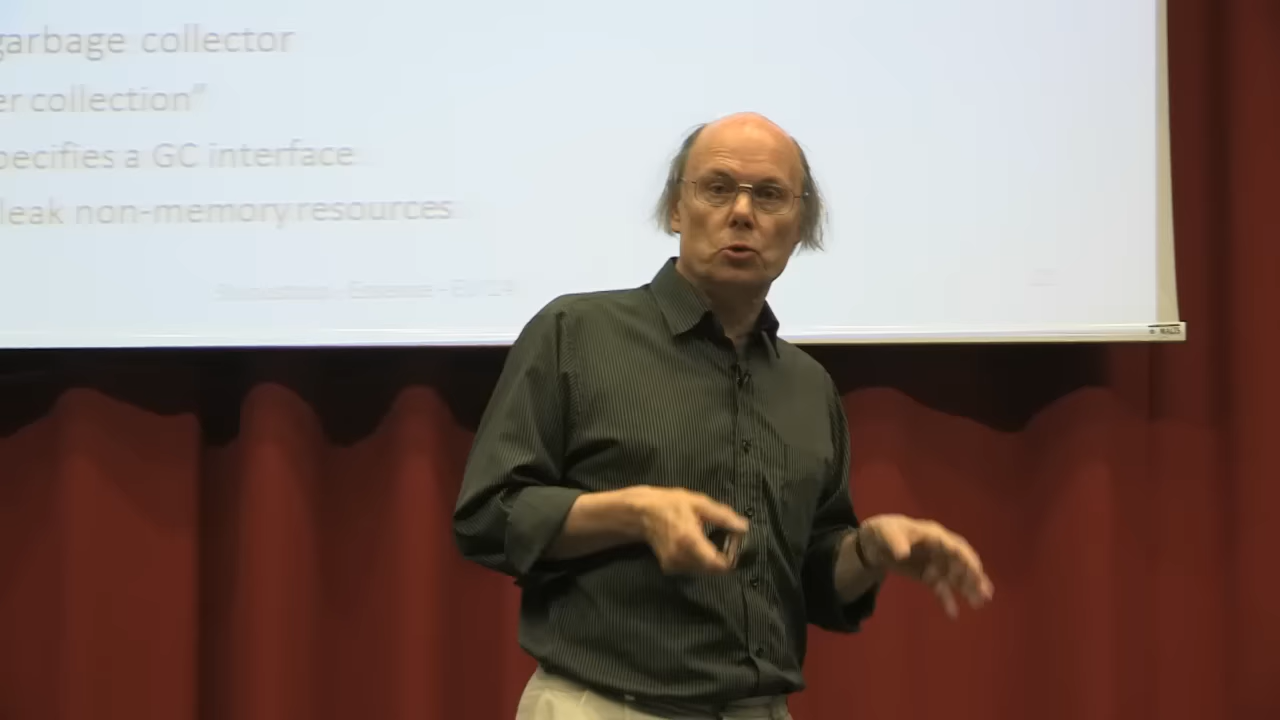 garbage collector
er collection”
pecifies a GC interface
leak non-memory resources